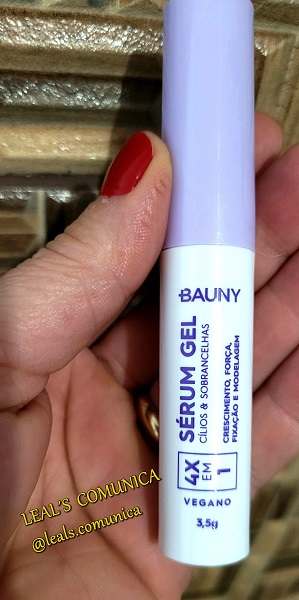 BAUNY
SÉRUM GEL
CÍLIOS & SOBRANCELHAS
CRESCIMENTO, FORÇA,
FIXAÇÃO E MODELAGEM
4X
EM
1
VEGANO
3,5g
LEAL'S COMUNICA
@leals.comunica